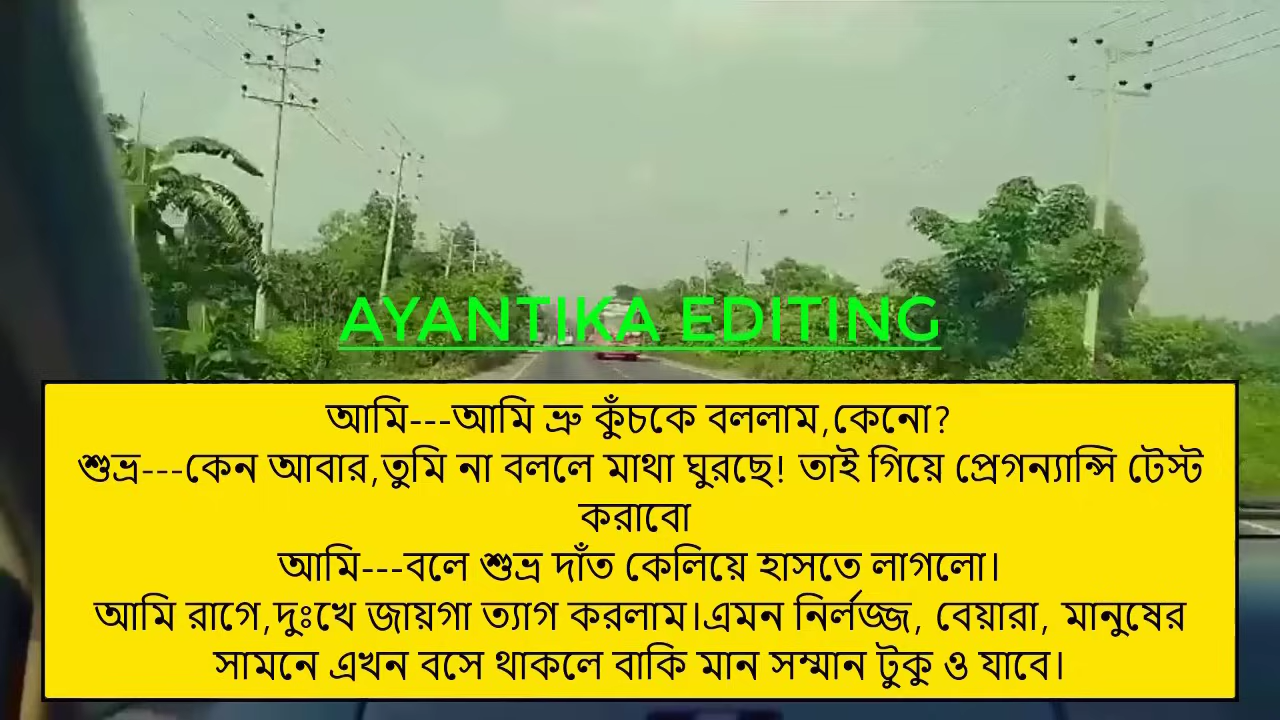 AYANTIKA EDITING
আমি---আমি ভ্রু কুঁচকে বললাম,কেনো?
শুভ্র---কেন আবার,তুমি না বললে মাথা ঘুরছে! তাই গিয়ে প্রেগন্যান্সি টেস্ট
করাবো
আমি---বলে শুভ্র দাঁত কেলিয়ে হাসতে লাগলো।
আমি রাগে,দুঃখে জায়গা ত্যাগ করলাম।এমন নির্লজ্জ, বেয়ারা, মানুষের
সামনে এখন বসে থাকলে বাকি মান সম্মান টুকু ও যাবে।